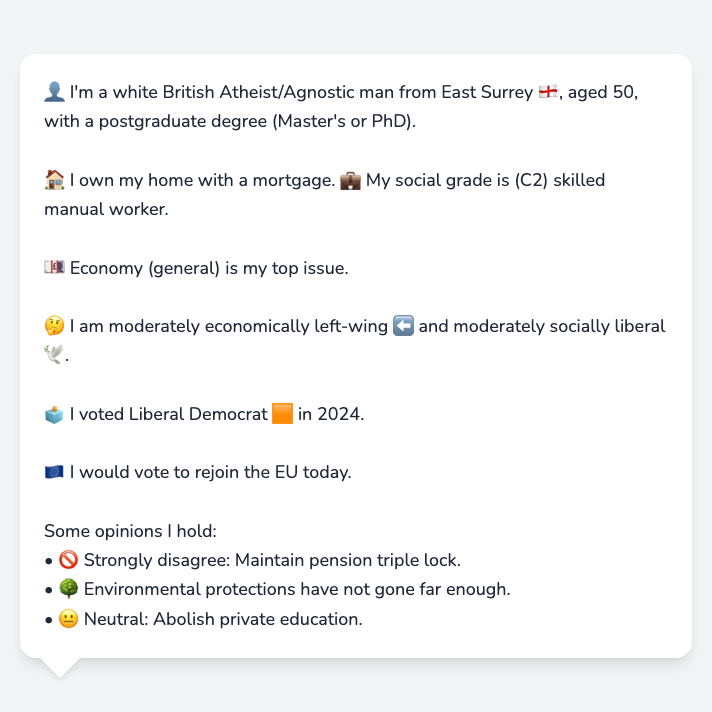 👤 I'm a white British Atheist/Agnostic man from East Surrey 🏴󠁧󠁢󠁥󠁮󠁧󠁿, aged 50,
with a postgraduate degree (Master's or PhD).
🏠 I own my home with a mortgage. 💼 My social grade is (C2) skilled
manual worker.
💷 Economy (general) is my top issue.
🤔 I am moderately economically left-wing ⬅️ and moderately socially liberal
🕊️.
🗳️ I voted Liberal Democrat 🟧 in 2024.
🇪🇺 I would vote to rejoin the EU today.
Some opinions I hold:
• 🚫 Strongly disagree: Maintain pension triple lock.
• 🌳 Environmental protections have not gone far enough.
• 😐 Neutral: Abolish private education.